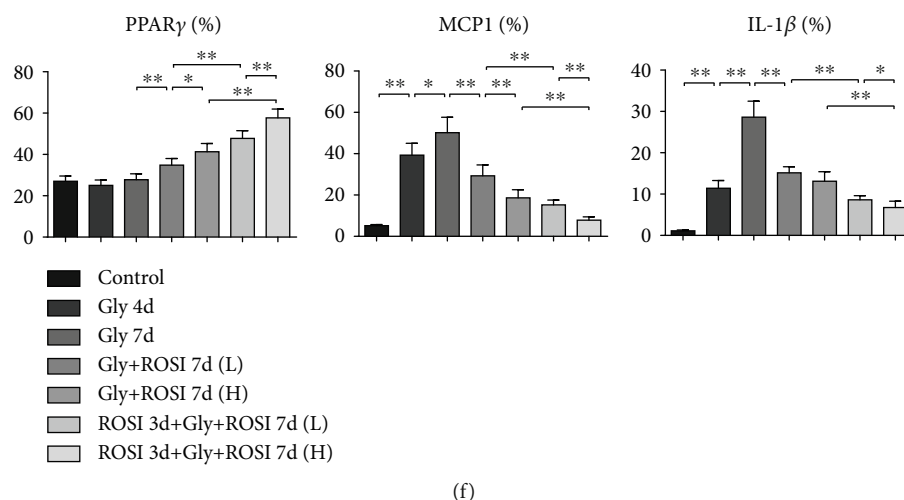 PPARγ (%)
MCP1 (%)
IL-1β (%)
** **
** * **
80
60
40
20
0
** **
** * ** ** **
80
60
40
20
0
** *
** ** ** **
40
30
20
10
0
Control
Gly 4d
Gly 7d
Gly+ROSI 7d (L)
Gly+ROSI 7d (H)
ROSI 3d+Gly+ROSI 7d (L)
ROSI 3d+Gly+ROSI 7d (H)
(f)